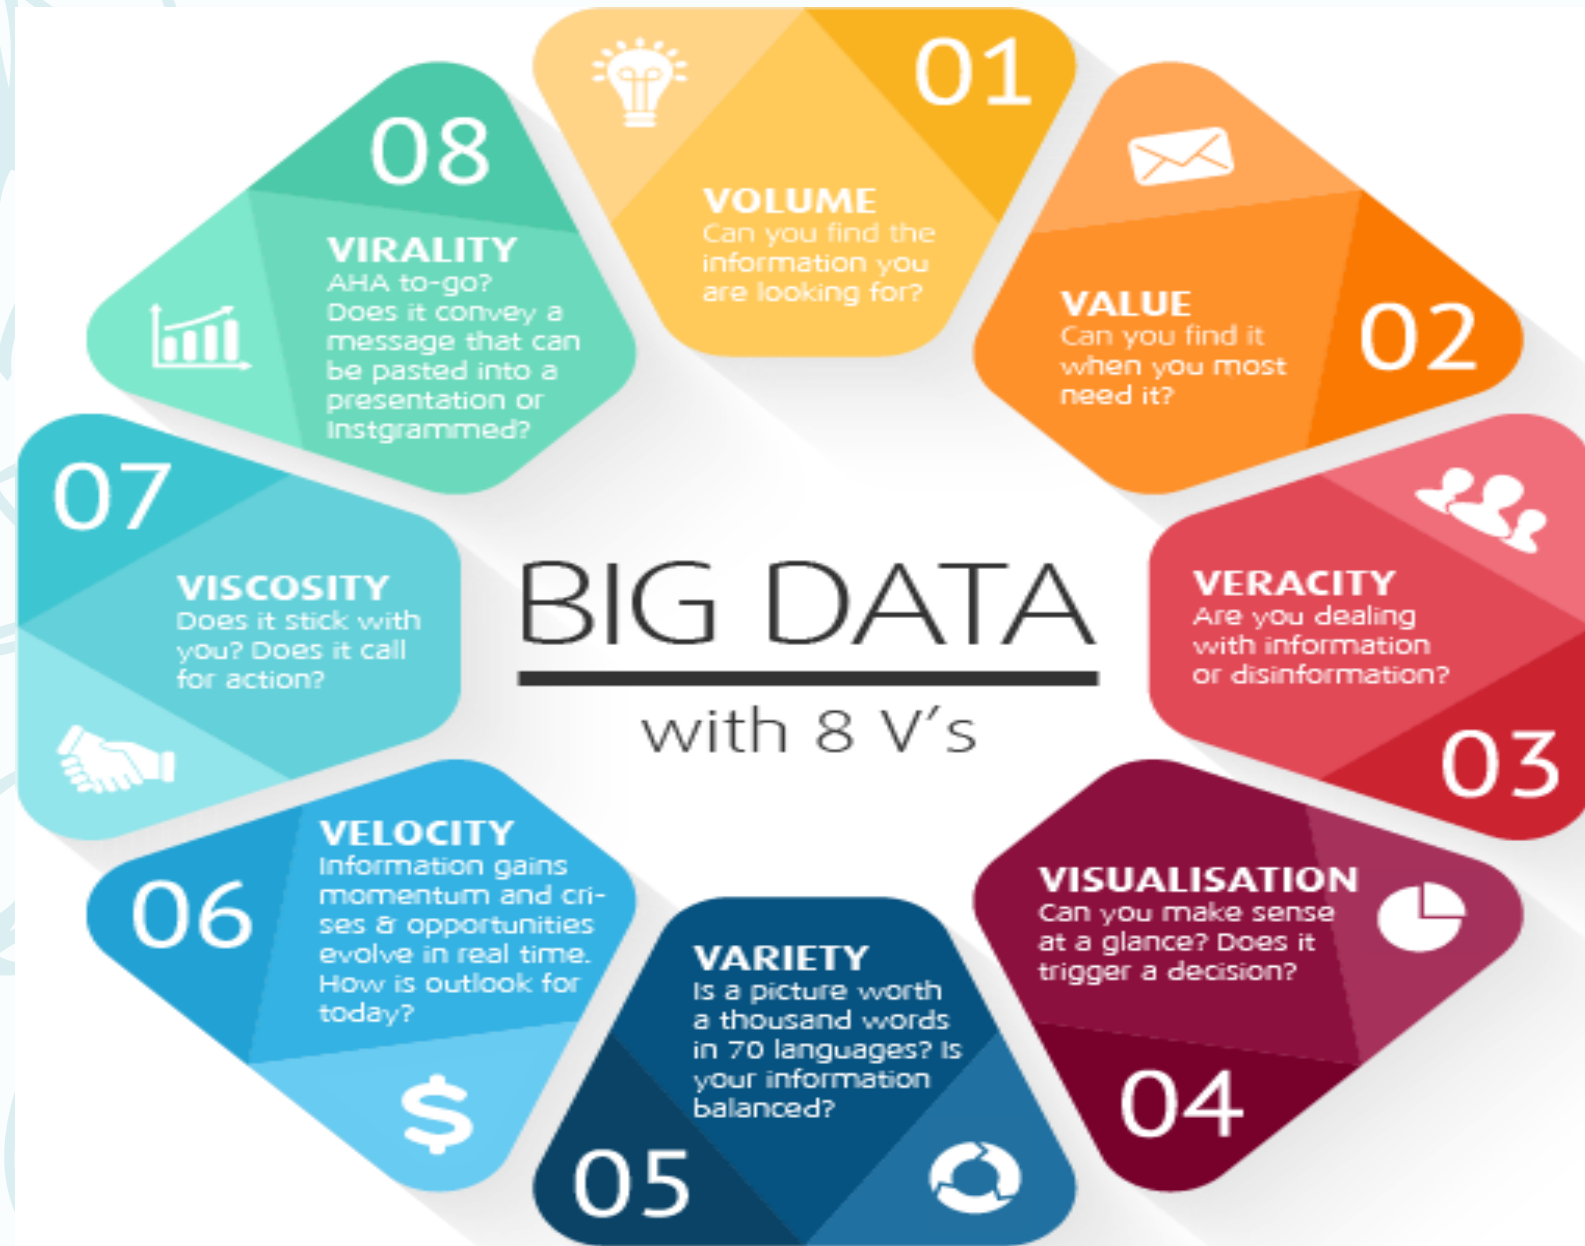 BIG DATA
with 8 V's
01
VOLUME
Can you find the
information you
are looking for?
02
VALUE
Can you find it
when you most
need it?
03
VERACITY
Are you dealing
with information
or disinformation?
04
VISUALISATION
Can you make sense
at a glance? Does it
trigger a decision?
05
VARIETY
Is a picture worth
a thousand words
in 70 languages? Is
your information
balanced?
06
VELOCITY
Information gains
momentum and cri-
ses & opportunities
evolve in real time.
How is outlook for
today?
07
VISCOSITY
Does it stick with
you? Does it call
for action?
08
VIRALITY
AHA to-go?
Does it convey a
message that can
be pasted into a
presentation or
Instgrammed?